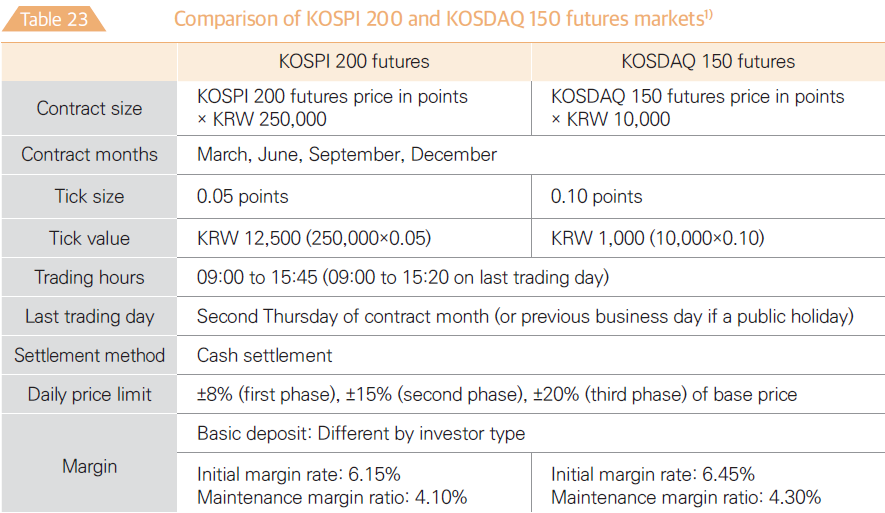 Table 23
Comparison of KOSPI 200 and KOSDAQ 150 futures markets¹⁾
KOSPI 200 futures
KOSDAQ 150 futures
Contract size
KOSPI 200 futures price in points
× KRW 250,000
KOSDAQ 150 futures price in points
× KRW 10,000
Contract months
March, June, September, December
Tick size
0.05 points
0.10 points
Tick value
KRW 12,500 (250,000×0.05)
KRW 1,000 (10,000×0.10)
Trading hours
09:00 to 15:45 (09:00 to 15:20 on last trading day)
Last trading day
Second Thursday of contract month (or previous business day if a public holiday)
Settlement method
Cash settlement
Daily price limit
±8% (first phase), ±15% (second phase), ±20% (third phase) of base price
Margin
Basic deposit: Different by investor type
Initial margin rate: 6.15%
Maintenance margin ratio: 4.10%
Initial margin rate: 6.45%
Maintenance margin ratio: 4.30%